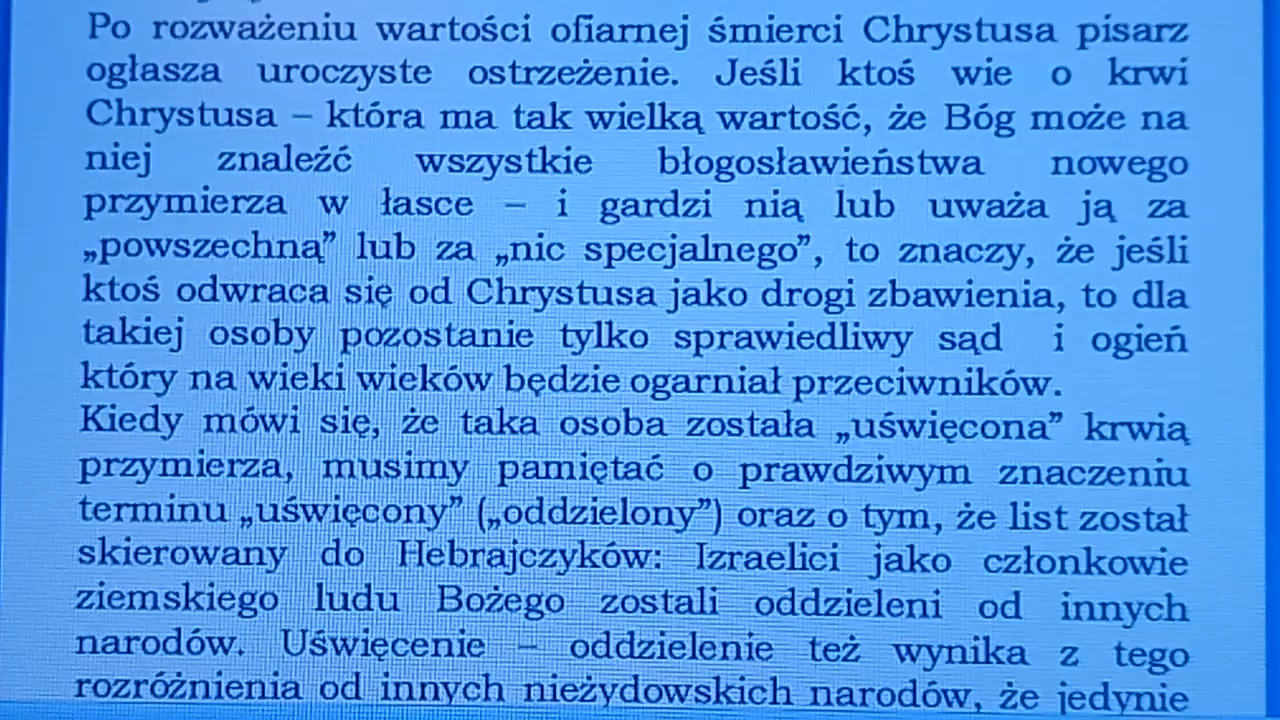 Po rozważeniu wartości ofiarnej śmierci Chrystusa pisarz
ogłasza uroczyste ostrzeżenie. Jeśli ktoś wie o krwi
Chrystusa – która ma tak wielką wartość, że Bóg może na
niej znaleźć wszystkie błogosławieństwa nowego
przymierza w łasce – i gardzi nią lub uważa ją za
„powszechną” lub za „nic specjalnego”, to znaczy, że jeśli
ktoś odwraca się od Chrystusa jako drogi zbawienia, to dla
takiej osoby pozostanie tylko sprawiedliwy sąd i ogień
który na wieki wieków będzie ogarniał przeciwników.
Kiedy mówi się, że taka osoba została „uświęcona” krwią
przymierza, musimy pamiętać o prawdziwym znaczeniu
terminu „uświęcony” („oddzielony”) oraz o tym, że list został
skierowany do Hebrajczyków: Izraelici jako członkowie
ziemskiego ludu Bożego zostali oddzieleni od innych
narodów. Uświęcenie – oddzielenie też wynika z tego
rozróżnienia od innych nieżydowskich narodów, że jedynie